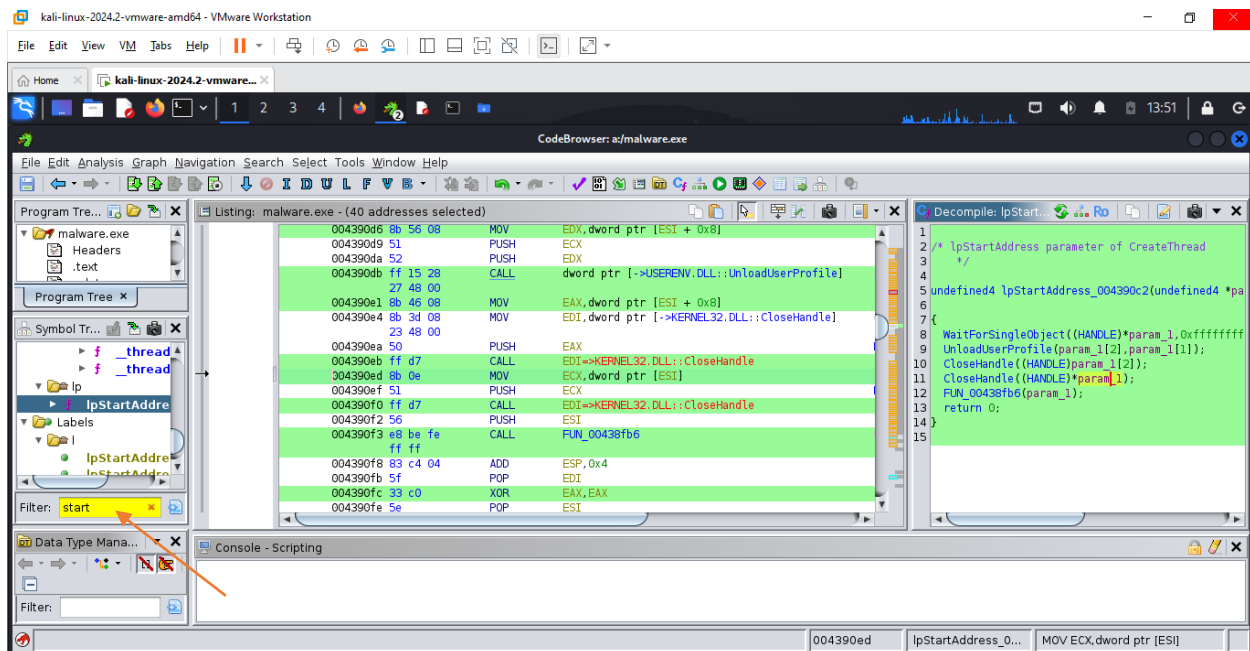 kali-linux-2024.2-vmware-amd64 - VMware Workstation
File Edit View VM Tabs Help
Home kali-linux-2024.2-vmware...
1 2 3 4 2 13:51
CodeBrowser: a:/malware.exe
File Edit Analysis Graph Navigation Search Select Tools Window Help
I D U L F V B
Program Tre...
malware.exe
Headers
.text
Program Tree
Symbol Tr...
f __thread
f __thread
lp
f lpStartAddre
Labels
l
lpStartAddre
lpStartAddre
Filter: start
Data Type Mana...
Filter:
Listing: malware.exe - (40 addresses selected)
004390d6 8b 56 08 MOV EDX,dword ptr [ESI + 0x8]
004390d9 51 PUSH ECX
004390da 52 PUSH EDX
004390db ff 15 28 CALL dword ptr [->USERENV.DLL::UnloadUserProfile]
27 48 00
004390e1 8b 46 08 MOV EAX,dword ptr [ESI + 0x8]
004390e4 8b 3d 08 MOV EDI,dword ptr [->KERNEL32.DLL::CloseHandle]
23 48 00
004390ea 50 PUSH EAX
004390eb ff d7 CALL EDI=>KERNEL32.DLL::CloseHandle
004390ed 8b 0e MOV ECX,dword ptr [ESI]
004390ef 51 PUSH ECX
004390f0 ff d7 CALL EDI=>KERNEL32.DLL::CloseHandle
004390f2 56 PUSH ESI
004390f3 e8 be fe CALL FUN_00438fb6
ff ff
004390f8 83 c4 04 ADD ESP,0x4
004390fb 5f POP EDI
004390fc 33 c0 XOR EAX,EAX
004390fe 5e POP ESI
Decompile: lpStart...
Ro
1
2 /* lpStartAddress parameter of CreateThread
3 */
4
5 undefined4 lpStartAddress_004390c2(undefined4 *pa
6
7 {
8 WaitForSingleObject((HANDLE)*param_1,0xffffffff
9 UnloadUserProfile(param_1[2],param_1[1]);
10 CloseHandle((HANDLE)param_1[2]);
11 CloseHandle((HANDLE)*param_1);
12 FUN_00438fb6(param_1);
13 return 0;
14 }
15
Console - Scripting
004390ed lpStartAddress_0... MOV ECX,dword ptr [ESI]